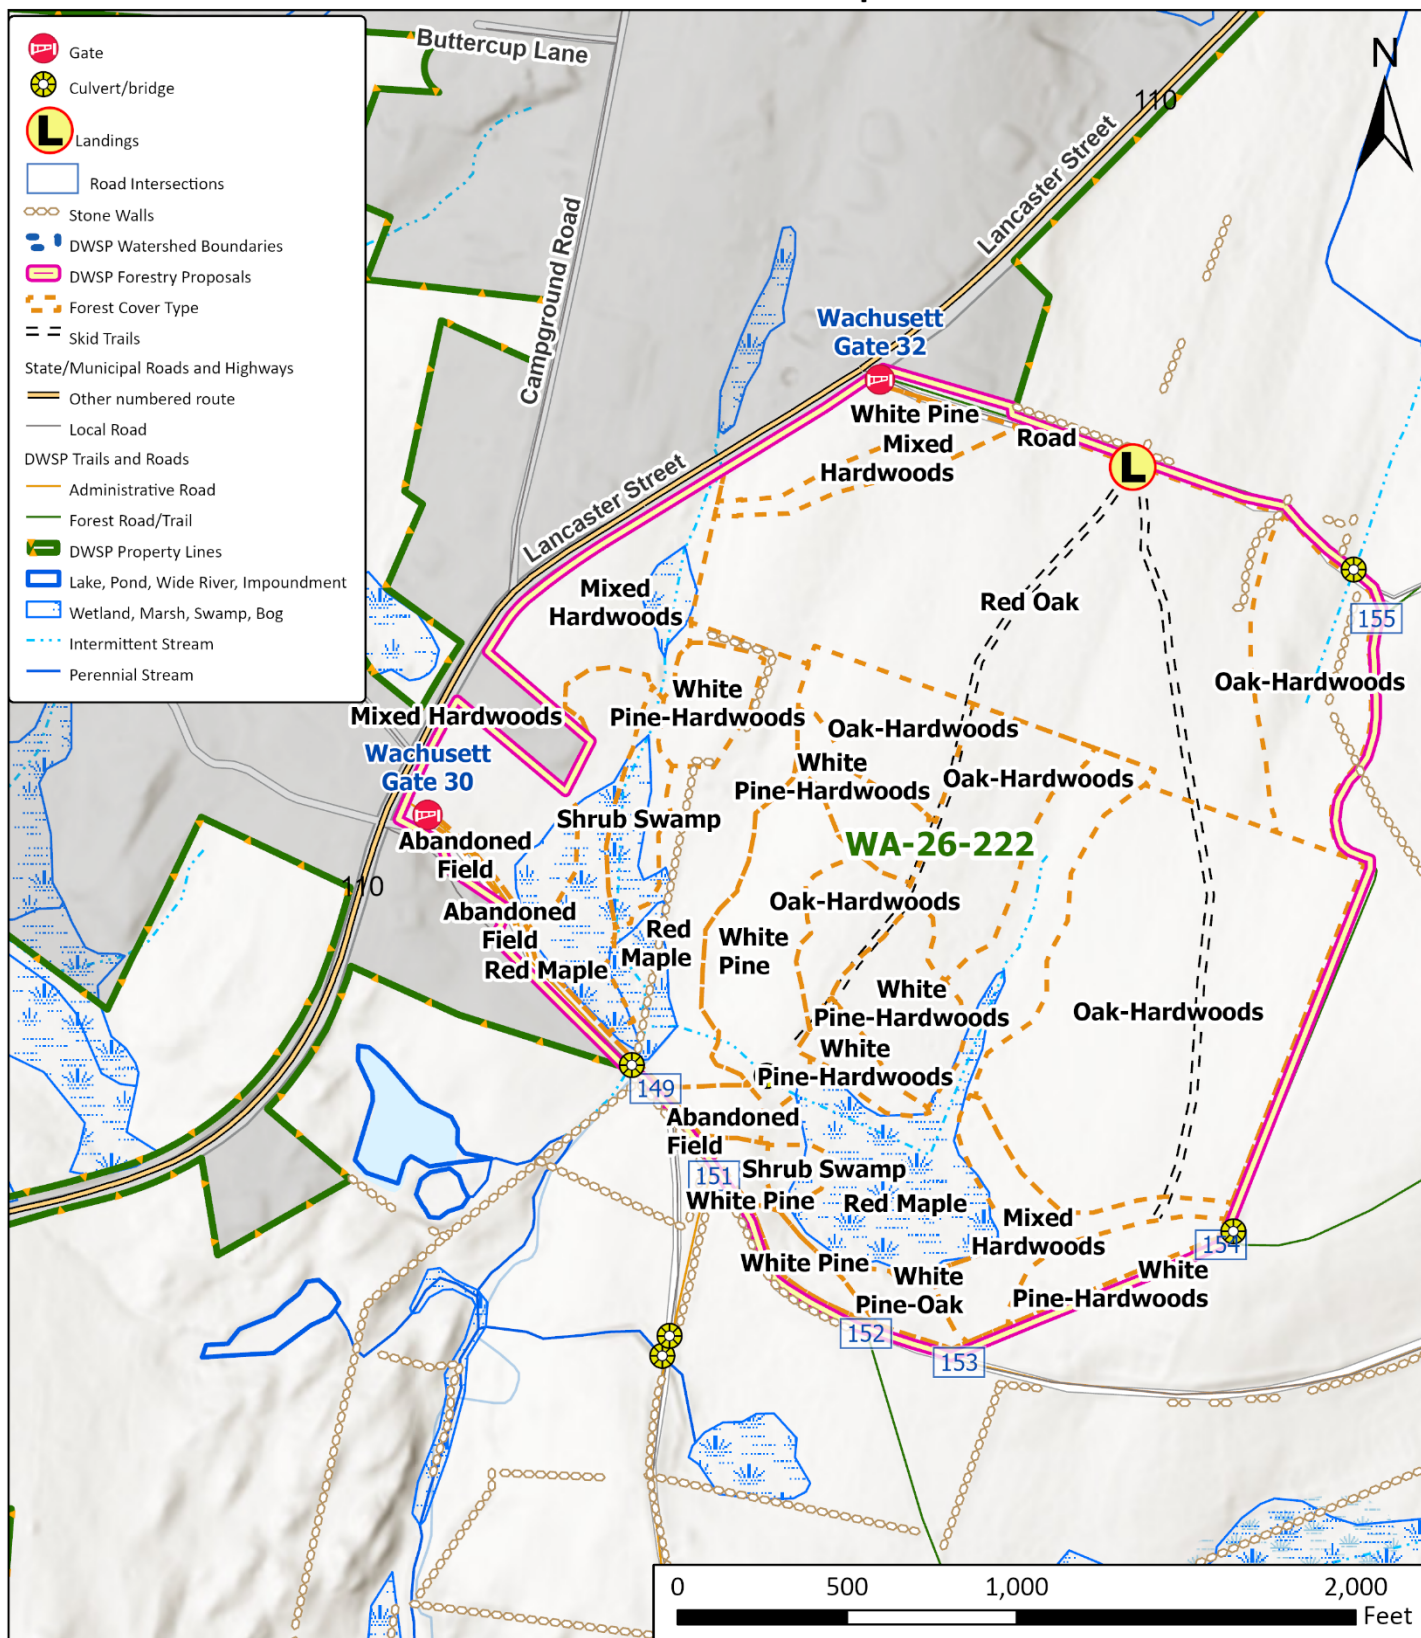 Gate
Culvert/bridge
L
Landings
Road Intersections
Stone Walls
DWSP Watershed Boundaries
DWSP Forestry Proposals
Forest Cover Type
Skid Trails
State/Municipal Roads and Highways
Other numbered route
Local Road
DWSP Trails and Roads
Administrative Road
Forest Road/Trail
DWSP Property Lines
Lake, Pond, Wide River, Impoundment
Wetland, Marsh, Swamp, Bog
Intermittent Stream
Perennial Stream
Buttercup Lane
N
110
Lancaster Street
Campground Road
Wachusett
Gate 32
White Pine
Mixed
Hardwoods
Road
L
Lancaster Street
Mixed
Hardwoods
Red Oak
155
Oak-Hardwoods
White
Pine-Hardwoods
Mixed Hardwoods
Oak-Hardwoods
Wachusett
Gate 30
White
Pine-Hardwoods
Oak-Hardwoods
Shrub Swamp
Abandoned
Field
WA-26-222
110
Abandoned
Field
Oak-Hardwoods
Red
Maple
White
Pine
Red Maple
White
Pine-Hardwoods
Oak-Hardwoods
White
Pine-Hardwoods
149
Abandoned
Field
151
Shrub Swamp
White Pine
Red Maple
Mixed
Hardwoods
154
White Pine
White
Pine-Oak
White
Pine-Hardwoods
152
153
0
500
1,000
2,000
Feet